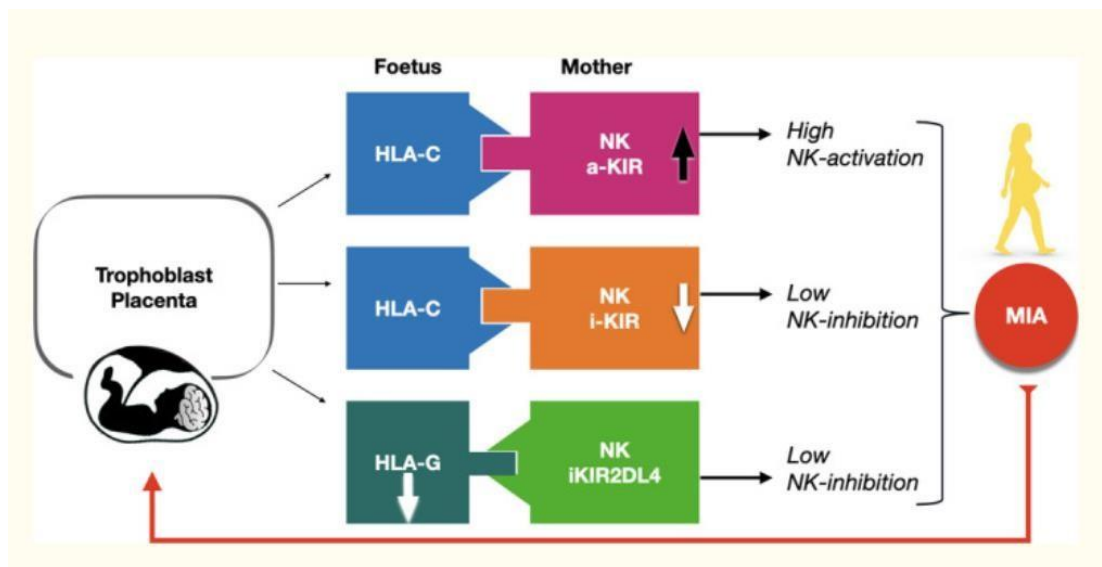 Foetus
Mother
HLA-C
NK
a-KIR
High
NK-activation
Trophoblast
Placenta
HLA-C
NK
i-KIR
Low
NK-inhibition
MIA
HLA-G
NK
iKIR2DL4
Low
NK-inhibition